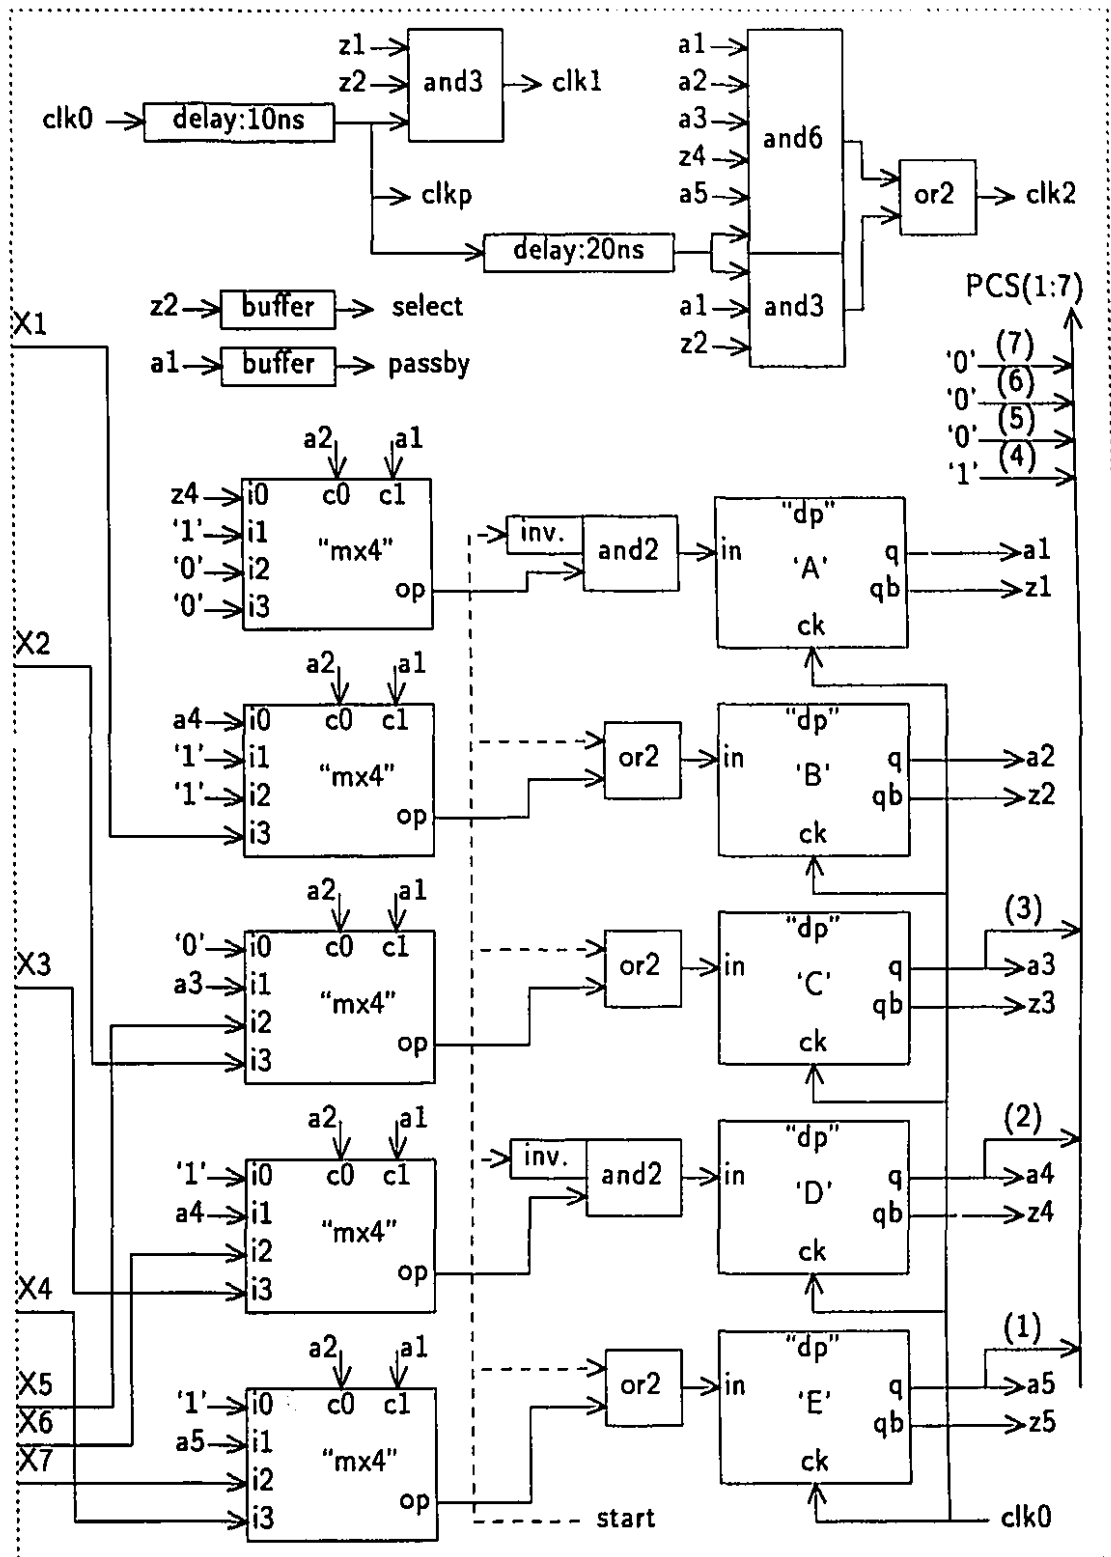 z1
z2
and3
clk1
clk0
delay:10ns
clkp
delay:20ns
a1
a2
a3
z4
a5
and6
a1
z2
and3
or2
clk2
z2
buffer
select
a1
buffer
passby
PCS(1:7)
'0' (7)
'0' (6)
'0' (5)
'1' (4)
X1
X2
X3
X4
X5
X6
X7
a2 a1
z4 i0 c0 c1
'1' i1 "mx4"
'0' i2
'0' i3 op
inv. and2
"dp"
in 'A' q a1
qb z1
ck
a2 a1
a4 i0 c0 c1
'1' i1 "mx4"
'1' i2
i3 op
or2
"dp"
in 'B' q a2
qb z2
ck
a2 a1
'0' i0 c0 c1
a3 i1 "mx4"
i2
i3 op
or2
"dp" (3)
in 'C' q a3
qb z3
ck
a2 a1
'1' i0 c0 c1
a4 i1 "mx4"
i2
i3 op
inv. and2
"dp" (2)
in 'D' q a4
qb z4
ck
a2 a1
'1' i0 c0 c1
a5 i1 "mx4"
i2
i3 op
or2
"dp" (1)
in 'E' q a5
qb z5
ck
start
clk0